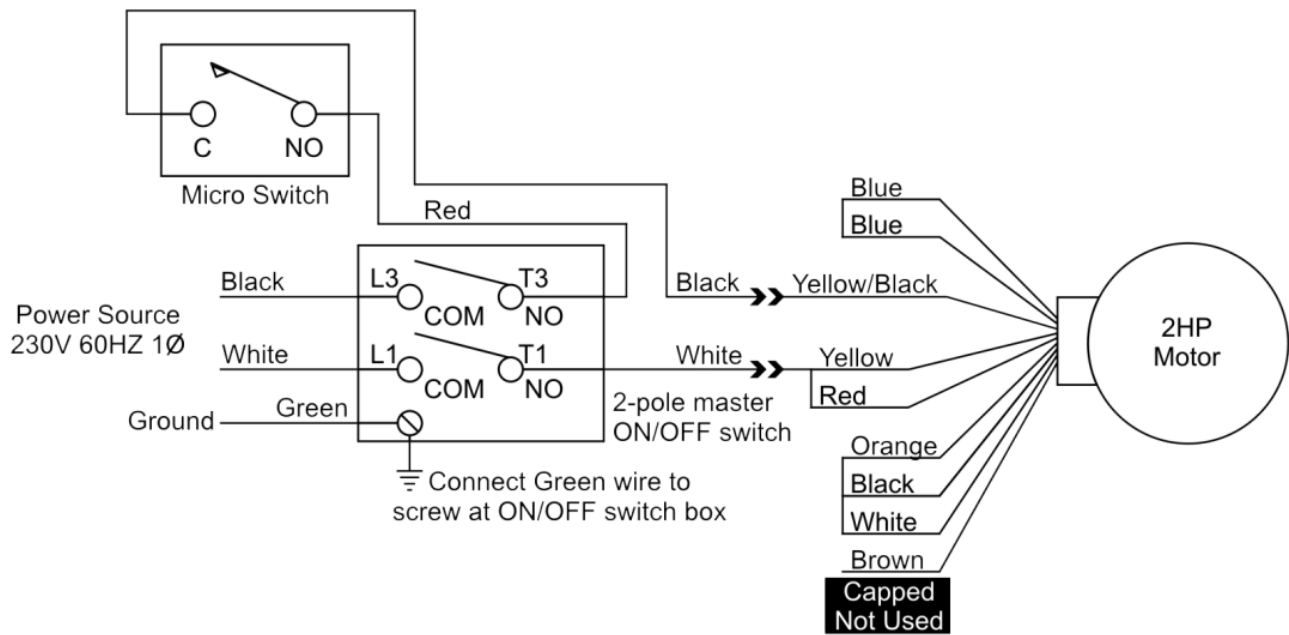 C
NO
Micro Switch
Red
Blue
Blue
Black
L3
T3
COM
NO
Black
Yellow/Black
Power Source
230V 60HZ 1Ø
2HP
Motor
White
L1
T1
COM
NO
White
Yellow
Red
Ground
Green
2-pole master
ON/OFF switch
Orange
Black
White
Connect Green wire to
screw at ON/OFF switch box
Brown
Capped
Not Used